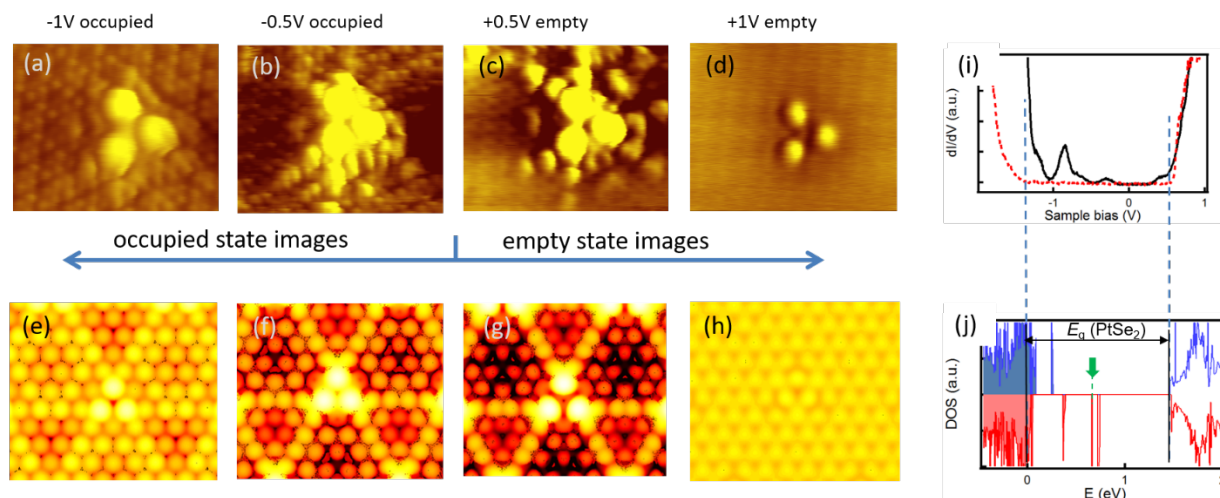 -1V occupied
-0.5V occupied
+0.5V empty
+1V empty
(a)
(b)
(c)
(d)
(i)
dI/dV (a.u.)
-1
0
1
Sample bias (V)
occupied state images
empty state images
(e)
(f)
(g)
(h)
(j)
Eg (PtSe2)
DOS (a.u.)
0
1
E (eV)